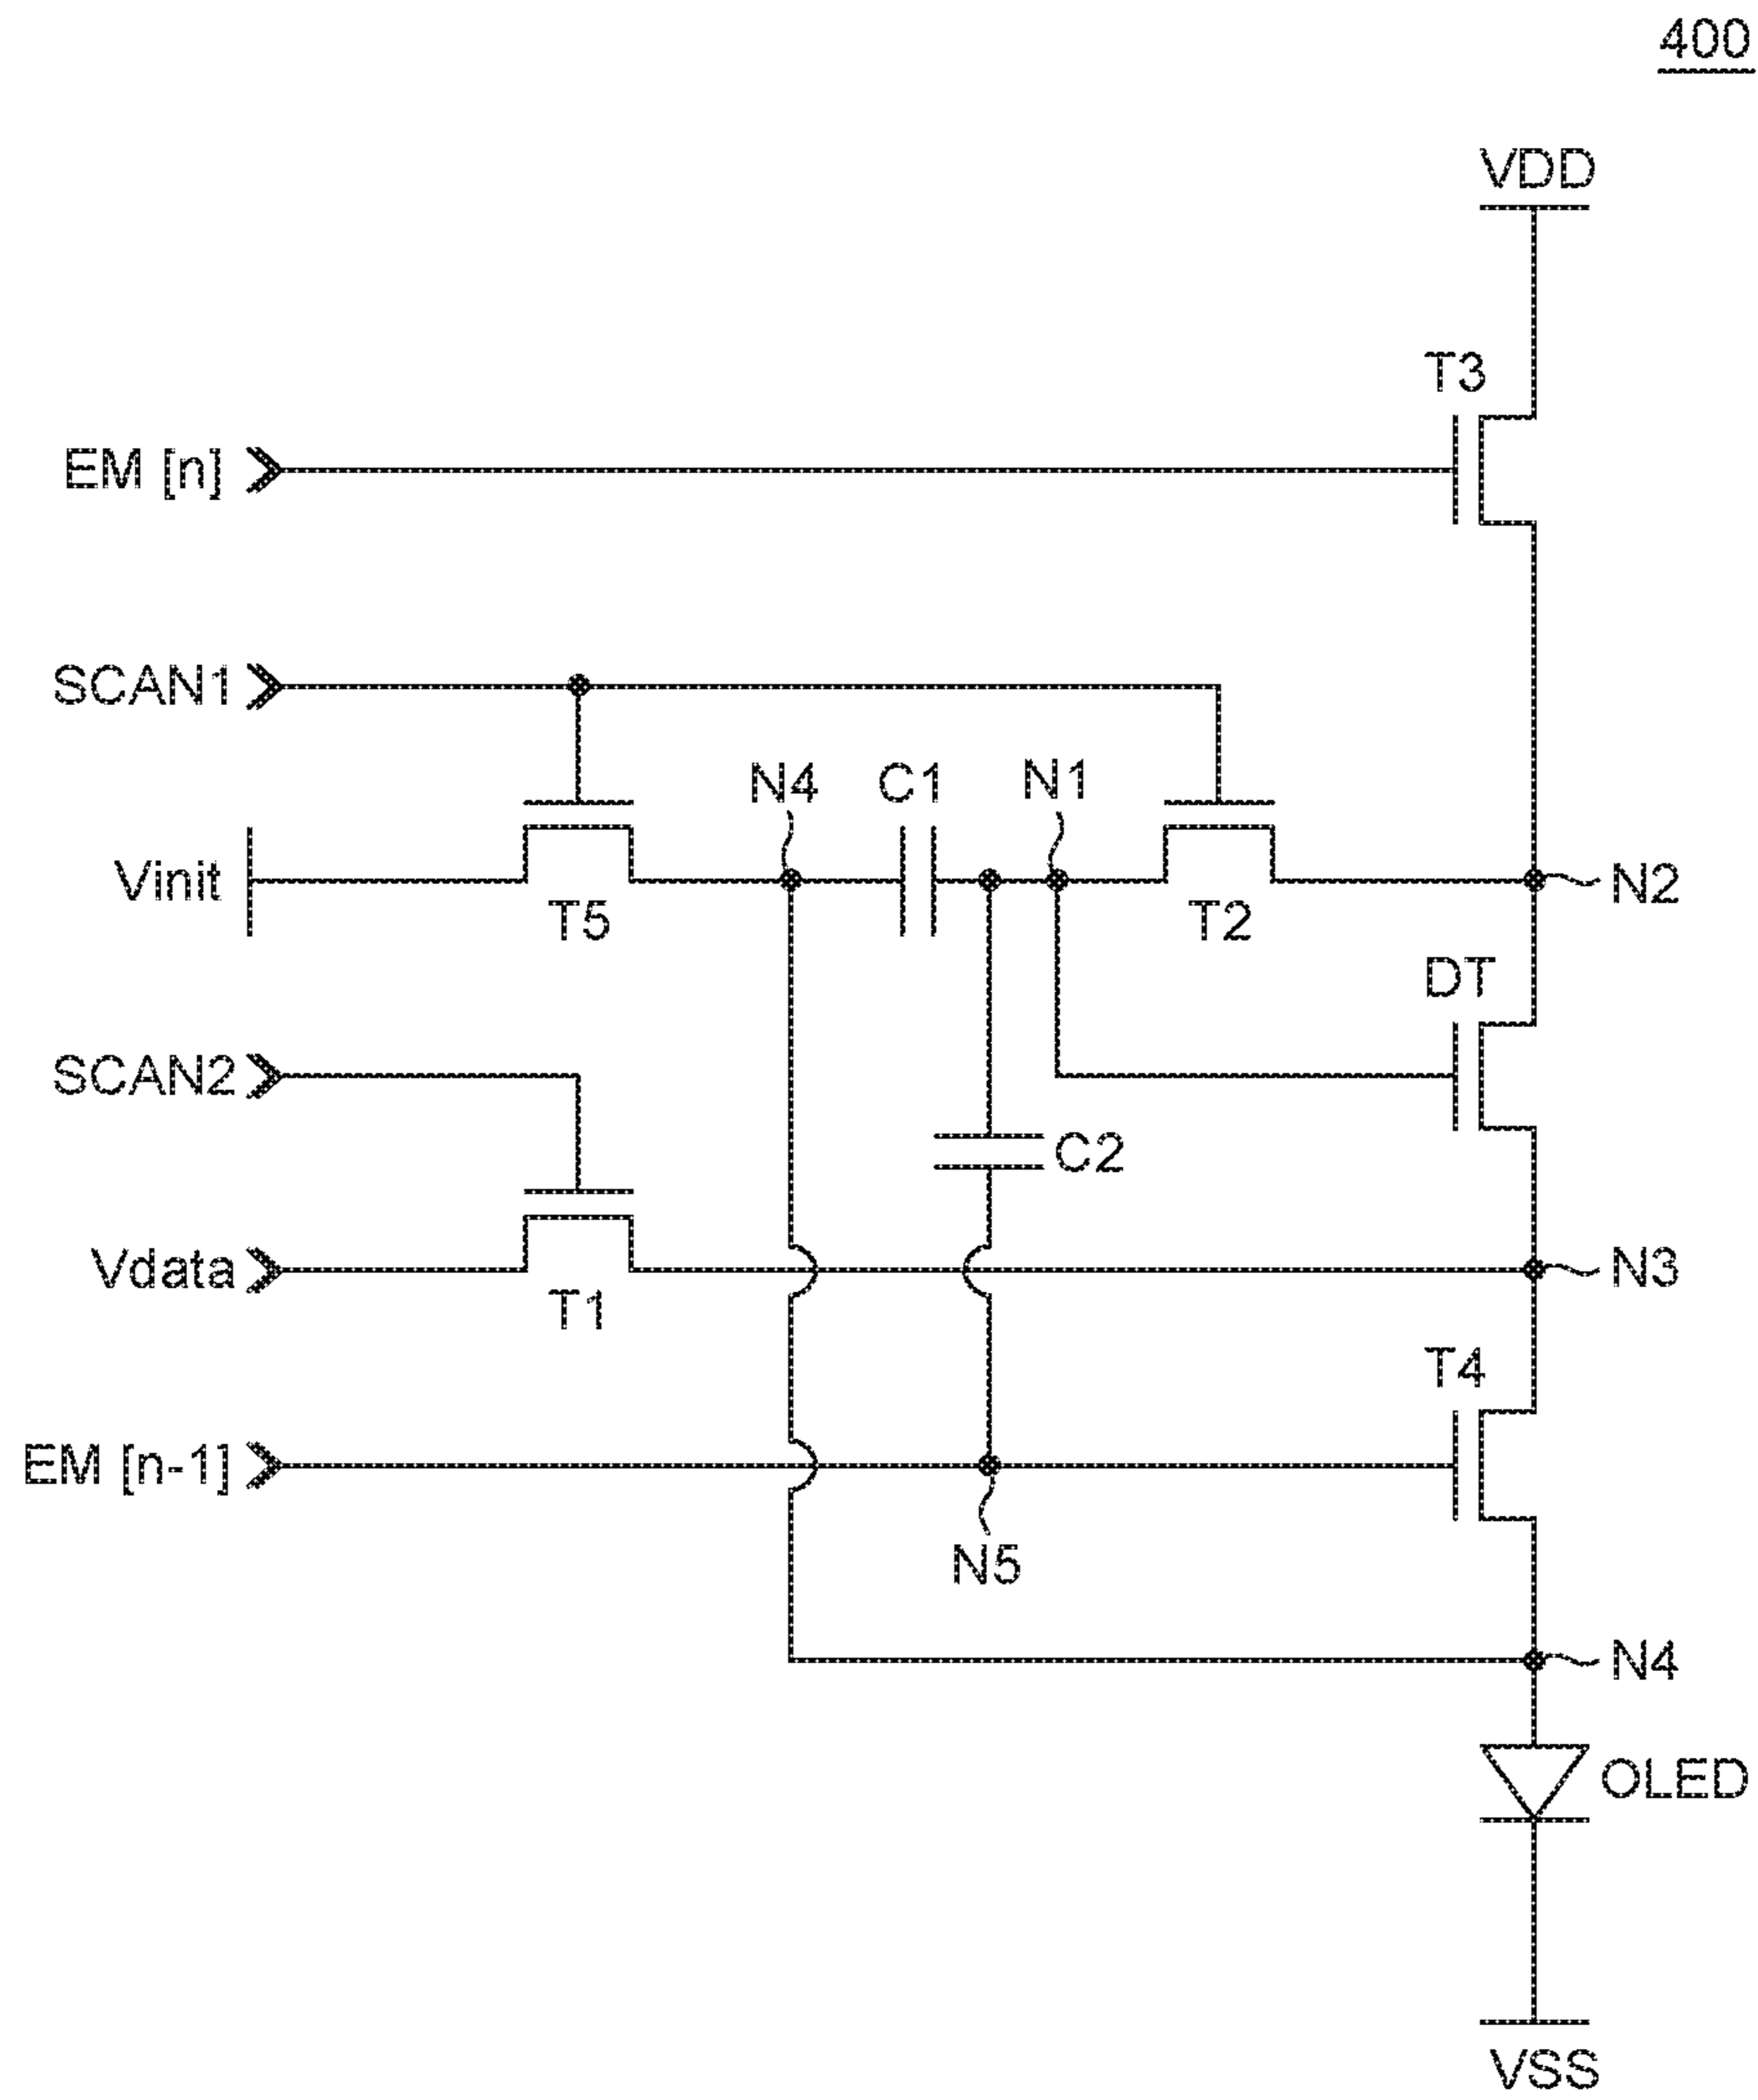 400
VDD
T3
EM [n]
SCAN1
N4
C1
N1
Vinit
T5
T2
N2
DT
SCAN2
C2
Vdata
T1
N3
T4
EM [n-1]
N5
N4
OLED
VSS